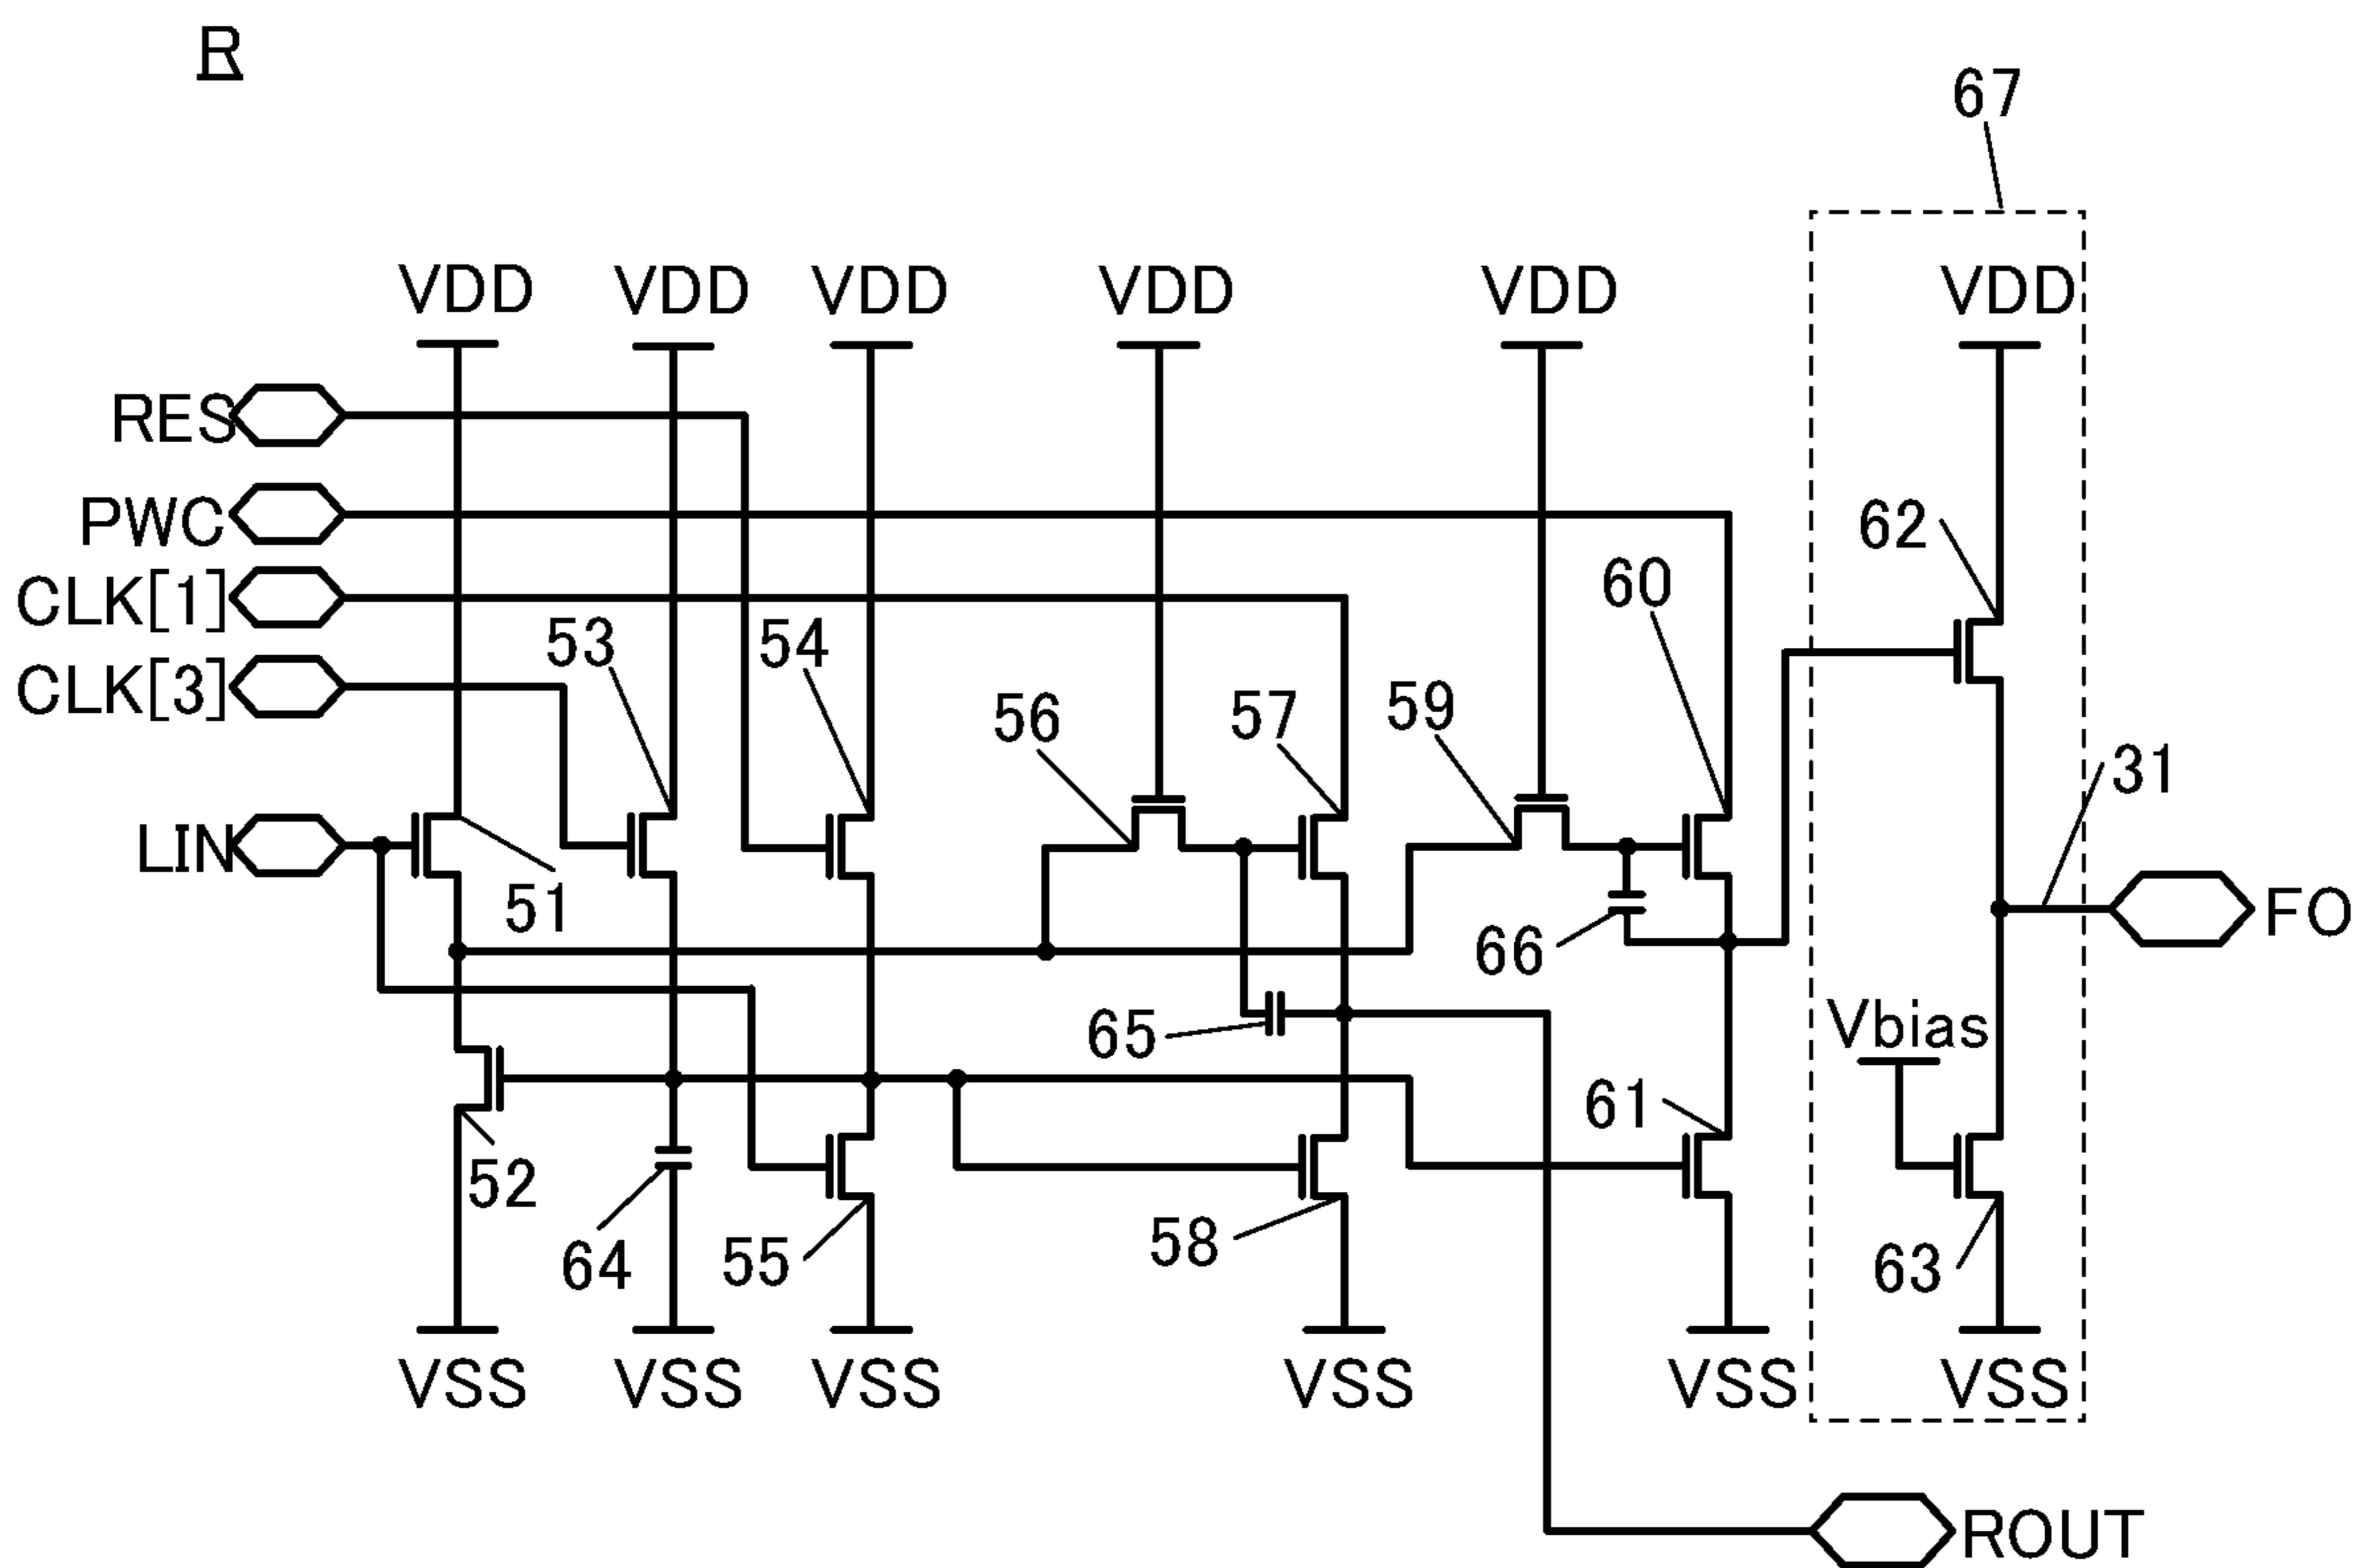 R
67
VDD VDD VDD VDD VDD VDD
RES
PWC
62
CLK[1]
60
53 54
CLK[3]
56 57 59
31
LIN
51
FO
66
65
Vbias
61
52
64 55 58 63
VSS VSS VSS VSS VSS VSS
ROUT